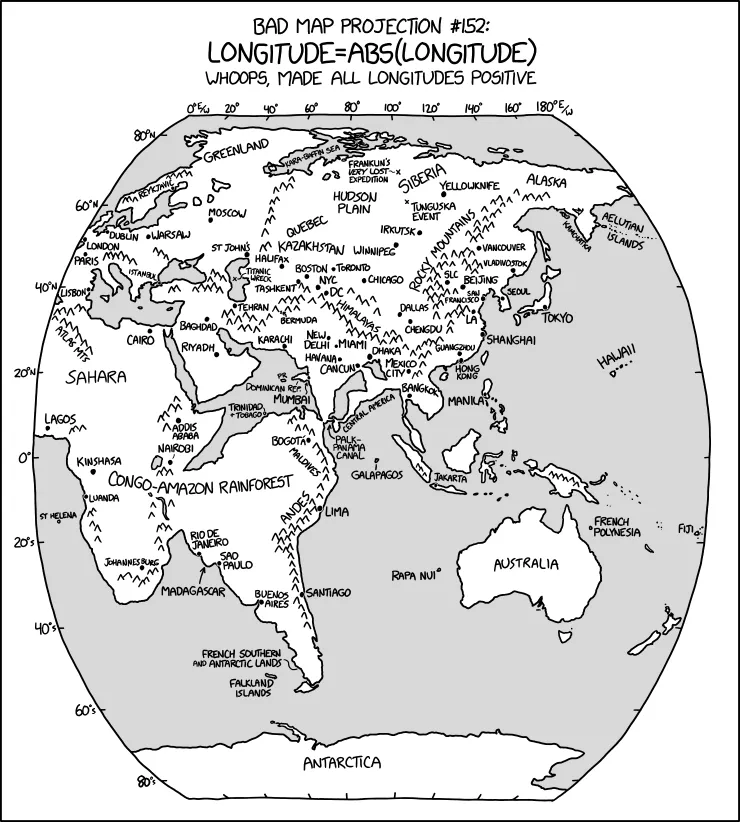 BAD MAP PROJECTION #152:
LONGITUDE=ABS(LONGITUDE)
WHOOPS, MADE ALL LONGITUDES POSITIVE
0°E/W 20° 40° 60° 80° 100° 120° 140° 160° 180°E/W
80°N
GREENLAND
KARA-BAFFIN SEA
FRANKLIN'S
VERY LOST
EXPEDITION
SIBERIA
ALASKA
REYKJAVIK
YELLOWKNIFE
HUDSON
PLAIN
TUNGUSKA
EVENT
60°N
MOSCOW
QUEBEC
IRKUTSK
ROCKY MOUNTAINS
KAMCHATKA
AELUTIAN
ISLANDS
DUBLIN
WARSAW
LONDON
ST JOHN'S
KAZAKHSTAN
WINNIPEG
VANCOUVER
PARIS
HALIFAX
VLADIVOSTOK
ISTANBUL
TITANIC
WRECK
BOSTON
TORONTO
SLC
BEIJING
TASHKENT
NYC
CHICAGO
40°N
LISBON
DC
SAN
FRANCISCO
SEOUL
TEHRAN
HIMALAYAS
DALLAS
LA
TOKYO
BAGHDAD
BERMUDA
CHENGDU
ATLAS MTS
CAIRO
RIYADH
KARACHI
NEW
DELHI
MIAMI
DHAKA
GUANGZHOU
SHANGHAI
HAVANA
CANCUN
MEXICO
CITY
HONG
KONG
HAWAII
20°N
SAHARA
PR
DOMINICAN REP.
MUMBAI
BANGKOK
CENTRAL AMERICA
MANILA
TRINIDAD
+ TOBAGO
LAGOS
ADDIS
ABABA
BOGOTÁ
PALK-
PANAMA
CANAL
NAIROBI
MALDIVES
0°
KINSHASA
CONGO-AMAZON RAINFOREST
GALAPAGOS
JAKARTA
LUANDA
ANDES
LIMA
ST HELENA
FRENCH
POLYNESIA
FIJI
20°S
RIO DE
JANEIRO
SAO
PAULO
JOHANNESBURG
AUSTRALIA
RAPA NUI
MADAGASCAR
BUENOS
AIRES
SANTIAGO
40°S
FRENCH SOUTHERN
AND ANTARCTIC LANDS
FALKLAND
ISLANDS
60°S
ANTARCTICA
80°S